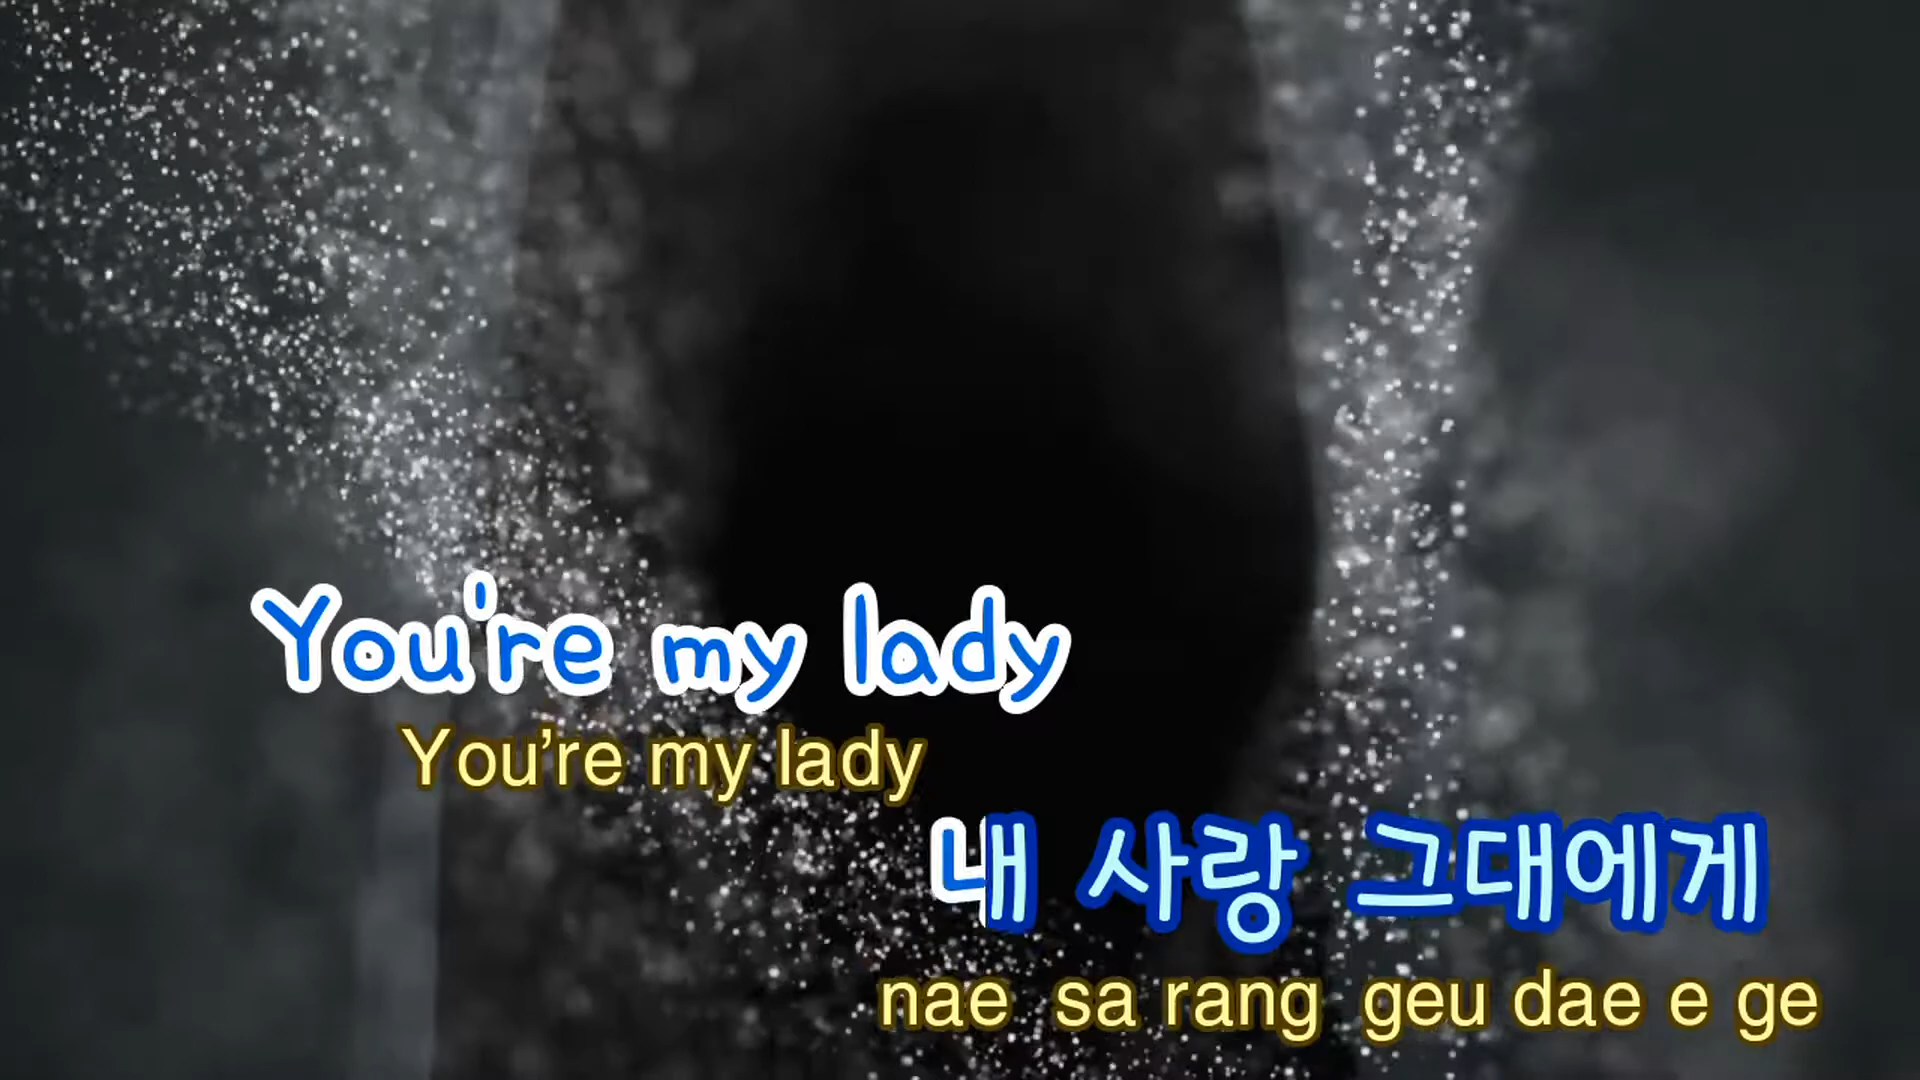 You're my lady
You’re my lady
내 사랑 그대에게
nae sa rang geu dae e ge